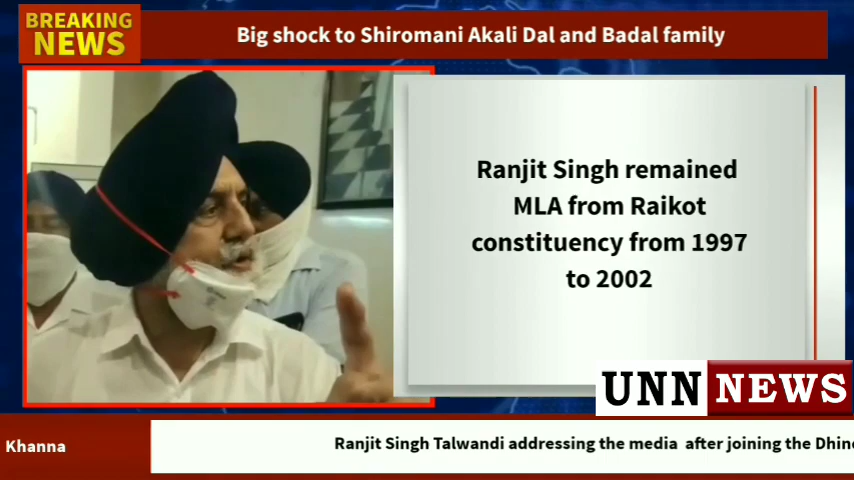 BREAKING
NEWS
Big shock to Shiromani Akali Dal and Badal family
Ranjit Singh remained
MLA from Raikot
constituency from 1997
to 2002
UNN NEWS
Khanna
Ranjit Singh Talwandi addressing the media after joining the